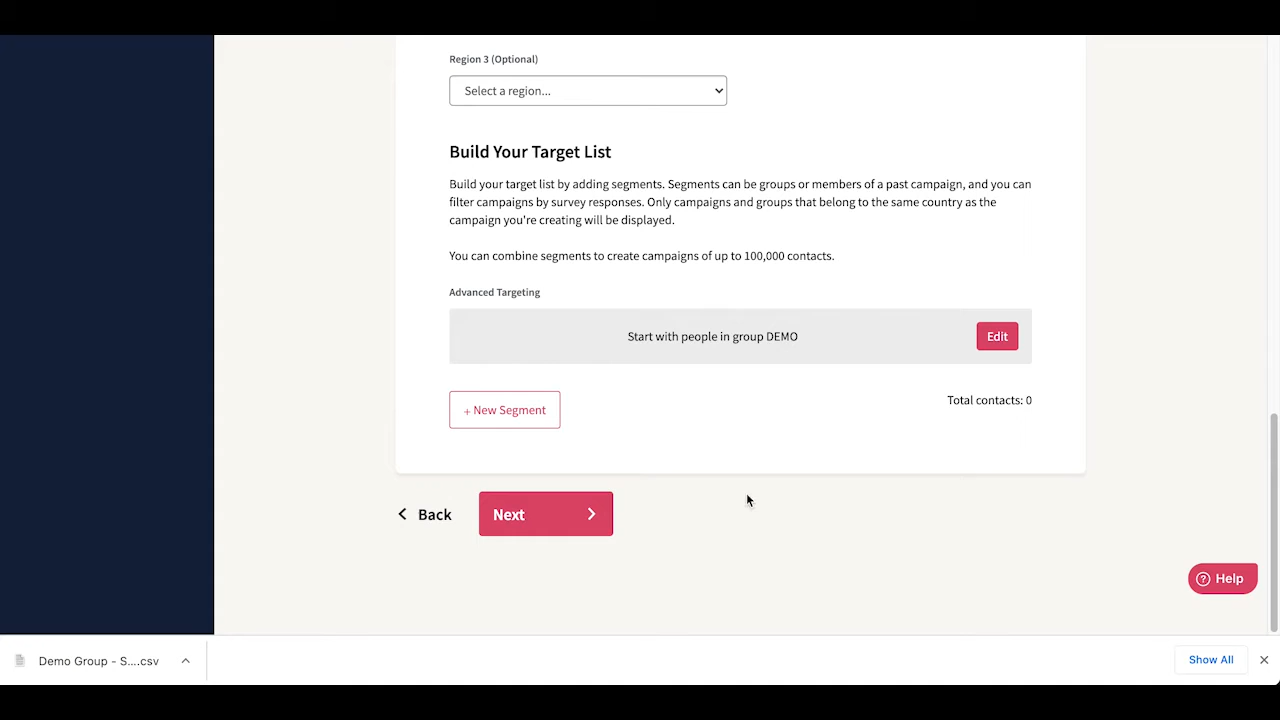 Region 3 (Optional)
Select a region...
Build Your Target List
Build your target list by adding segments. Segments can be groups or members of a past campaign, and you can
filter campaigns by survey responses. Only campaigns and groups that belong to the same country as the
campaign you're creating will be displayed.
You can combine segments to create campaigns of up to 100,000 contacts.
Advanced Targeting
Start with people in group DEMO
Edit
+ New Segment
Total contacts: 0
Back
Next
Help
Demo Group - S....csv
Show All